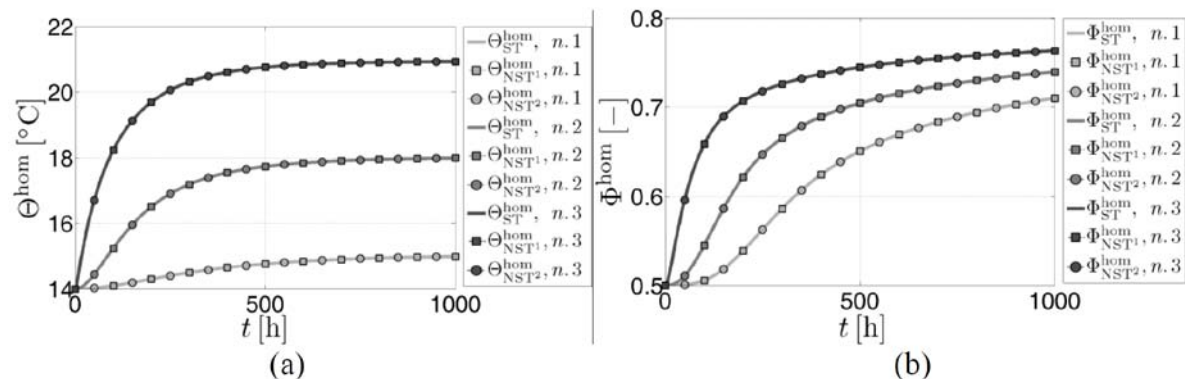 22
20
18
16
14
0
500
1000
Θ^hom [°C]
t [h]
Θ^hom_ST, n. 1
Θ^hom_NST¹, n. 1
Θ^hom_NST², n. 1
Θ^hom_ST, n. 2
Θ^hom_NST¹, n. 2
Θ^hom_NST², n. 2
Θ^hom_ST, n. 3
Θ^hom_NST¹, n. 3
Θ^hom_NST², n. 3
(a)
0.8
0.7
0.6
0.5
0
500
1000
Φ^hom [−]
t [h]
Φ^hom_ST, n. 1
Φ^hom_NST¹, n. 1
Φ^hom_NST², n. 1
Φ^hom_ST, n. 2
Φ^hom_NST¹, n. 2
Φ^hom_NST², n. 2
Φ^hom_ST, n. 3
Φ^hom_NST¹, n. 3
Φ^hom_NST², n. 3
(b)